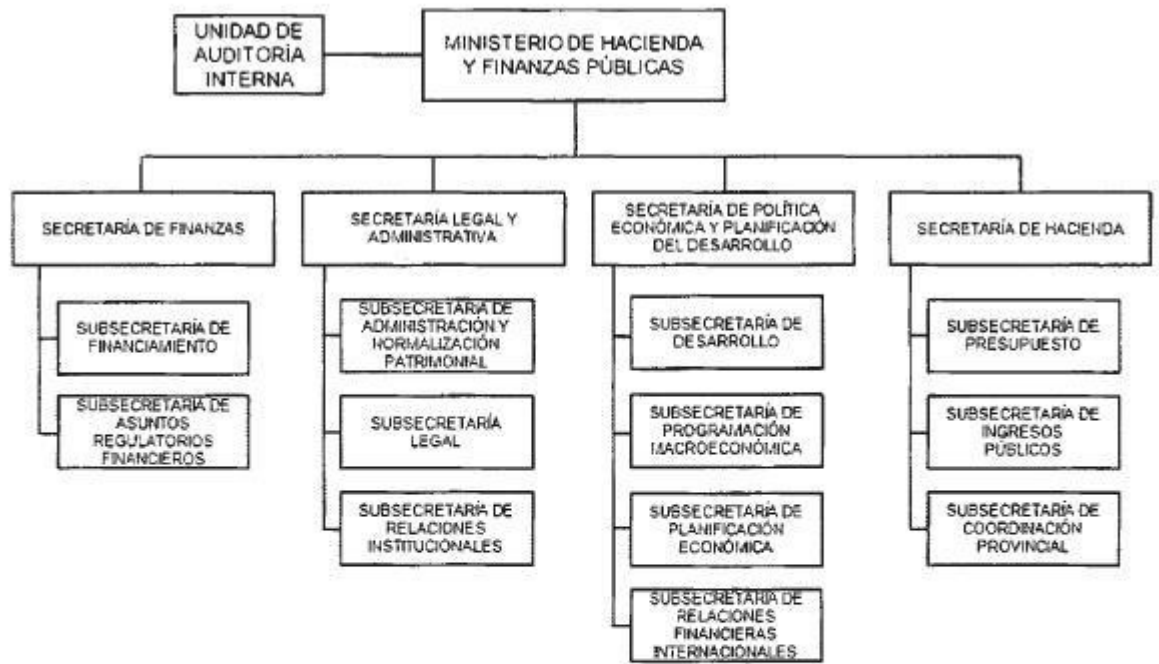 UNIDAD DE
AUDITORÍA
INTERNA
MINISTERIO DE HACIENDA
Y FINANZAS PÚBLICAS
SECRETARÍA DE FINANZAS
SECRETARÍA LEGAL Y
ADMINISTRATIVA
SECRETARÍA DE POLÍTICA
ECONÓMICA Y PLANIFICACIÓN
DEL DESARROLLO
SECRETARÍA DE HACIENDA
SUBSECRETARÍA DE
FINANCIAMIENTO
SUBSECRETARÍA DE
ASUNTOS
REGULATORIOS
FINANCIEROS
SUBSECRETARÍA DE
ADMINISTRACIÓN Y
NORMALIZACIÓN
PATRIMONIAL
SUBSECRETARÍA
LEGAL
SUBSECRETARÍA DE
RELACIONES
INSTITUCIONALES
SUBSECRETARÍA DE
DESARROLLO
SUBSECRETARÍA DE
PROGRAMACIÓN
MACROECONÓMICA
SUBSECRETARÍA DE
PLANIFICACIÓN
ECONÓMICA
SUBSECRETARÍA DE
RELACIONES
FINANCIERAS
INTERNACIONALES
SUBSECRETARÍA DE
PRESUPUESTO
SUBSECRETARÍA DE
INGRESOS
PÚBLICOS
SUBSECRETARÍA DE
COORDINACIÓN
PROVINCIAL